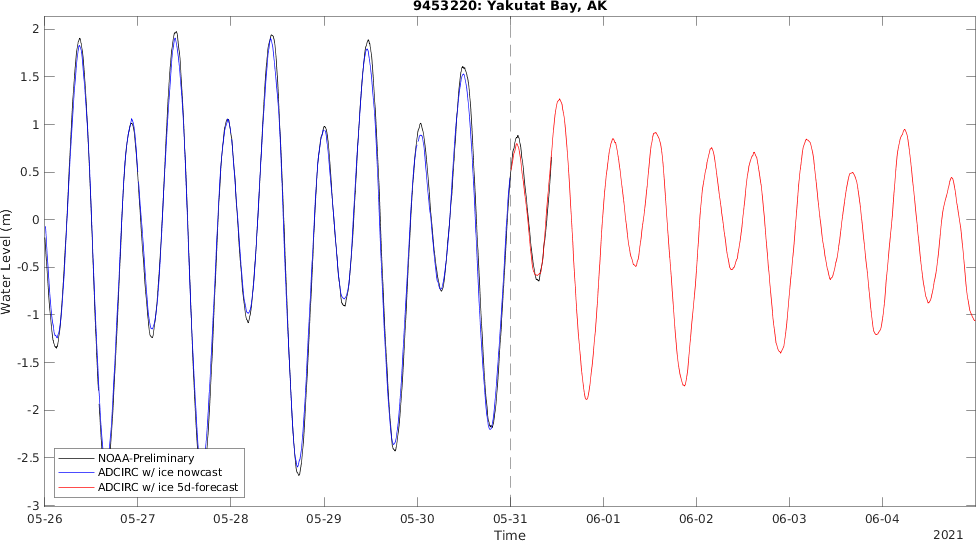 9453220: Yakutat Bay, AK
Water Level (m)
2
1.5
1
0.5
0
-0.5
-1
-1.5
-2
-2.5
-3
NOAA-Preliminary
ADCIRC w/ ice nowcast
ADCIRC w/ ice 5d-forecast
05-26 05-27 05-28 05-29 05-30 05-31 06-01 06-02 06-03 06-04
Time
2021